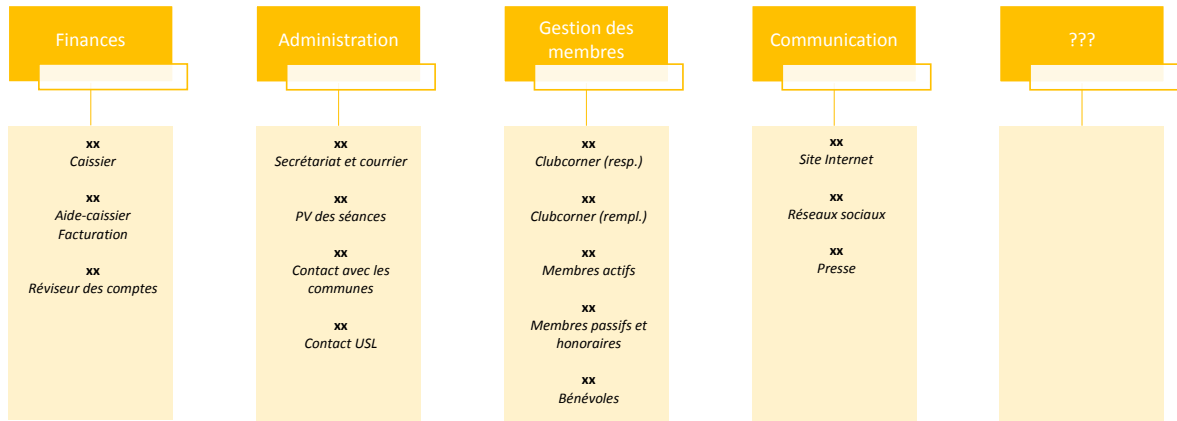 Finances
xx
Caissier
xx
Aide-caissier
Facturation
xx
Réviseur des comptes
Administration
xx
Secrétariat et courrier
xx
PV des séances
xx
Contact avec les
communes
xx
Contact USL
Gestion des
membres
xx
Clubcorner (resp.)
xx
Clubcorner (rempl.)
xx
Membres actifs
xx
Membres passifs et
honoraires
xx
Bénévoles
Communication
xx
Site Internet
xx
Réseaux sociaux
xx
Presse
???